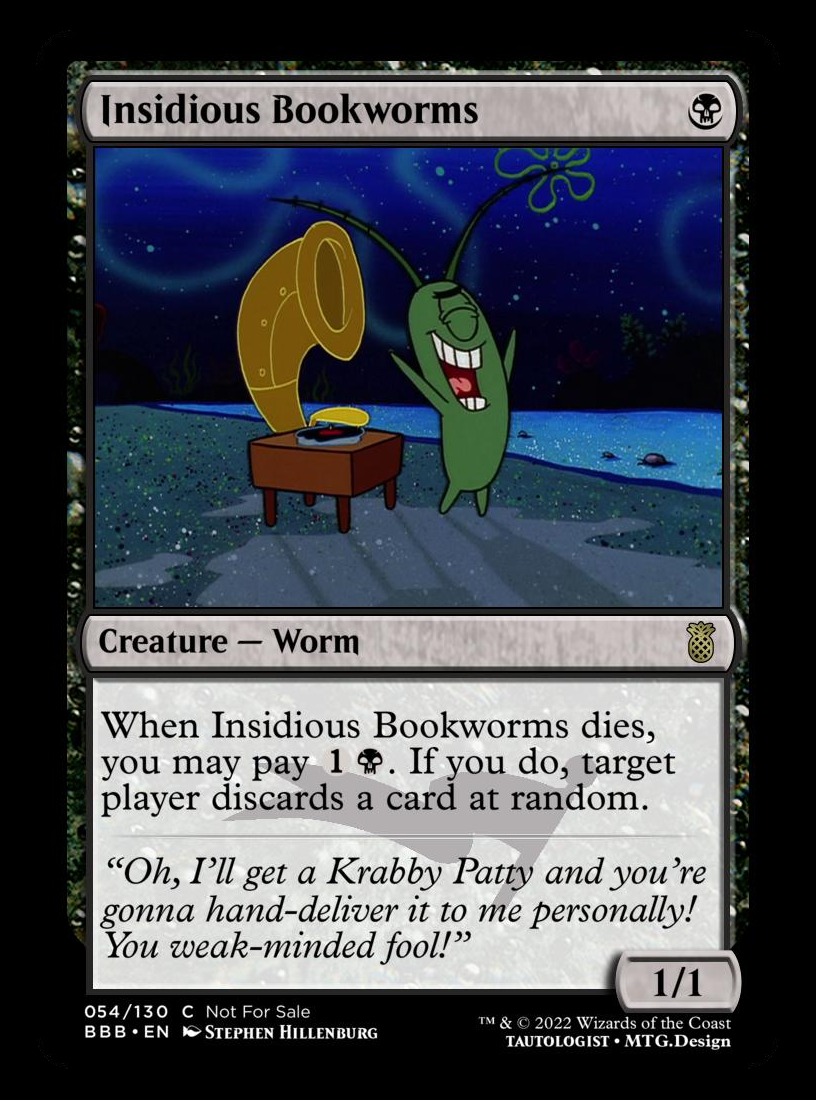 Insidious Bookworms
Creature — Worm
When Insidious Bookworms dies,
you may pay 1 . If you do, target
player discards a card at random.
“Oh, I’ll get a Krabby Patty and you’re
gonna hand-deliver it to me personally!
You weak-minded fool!”
1/1
054/130 C Not For Sale
BBB • EN STEPHEN HILLENBURG
™ & © 2022 Wizards of the Coast
TAUTOLOGIST • MTG.Design